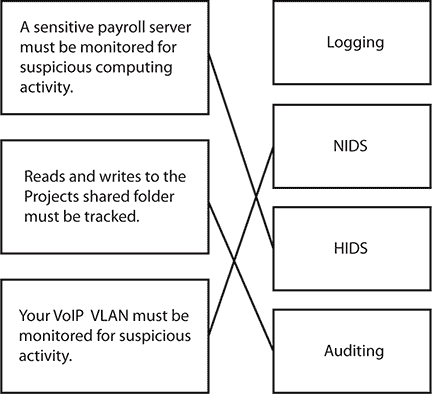 A sensitive payroll server
must be monitored for
suspicious computing
activity.
Reads and writes to the
Projects shared folder
must be tracked.
Your VoIP VLAN must be
monitored for suspicious
activity.
Logging
NIDS
HIDS
Auditing